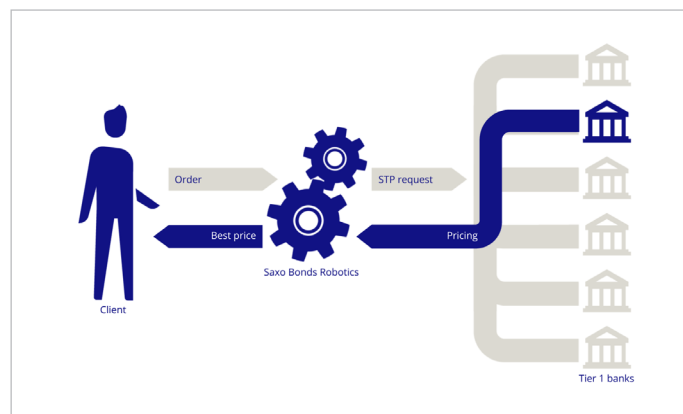 Order
STP request
Best price
Pricing
Saxo Bonds Robotics
Client
Tier 1 banks